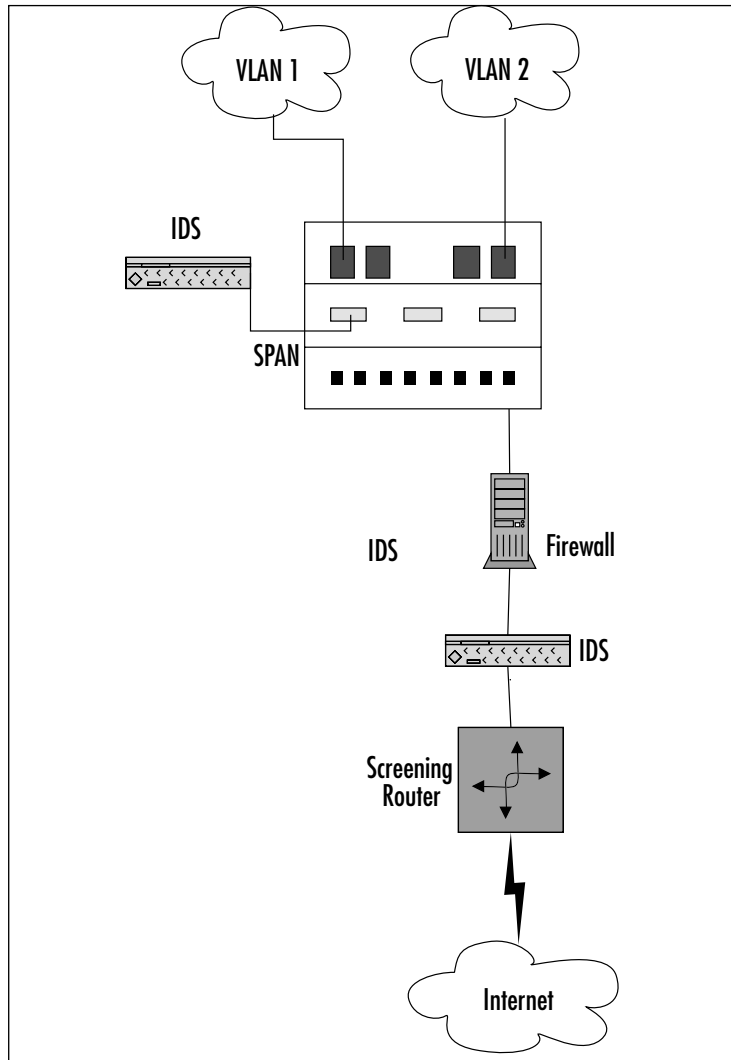 VLAN 1
VLAN 2
IDS
SPAN
IDS
Firewall
IDS
Screening
Router
Internet